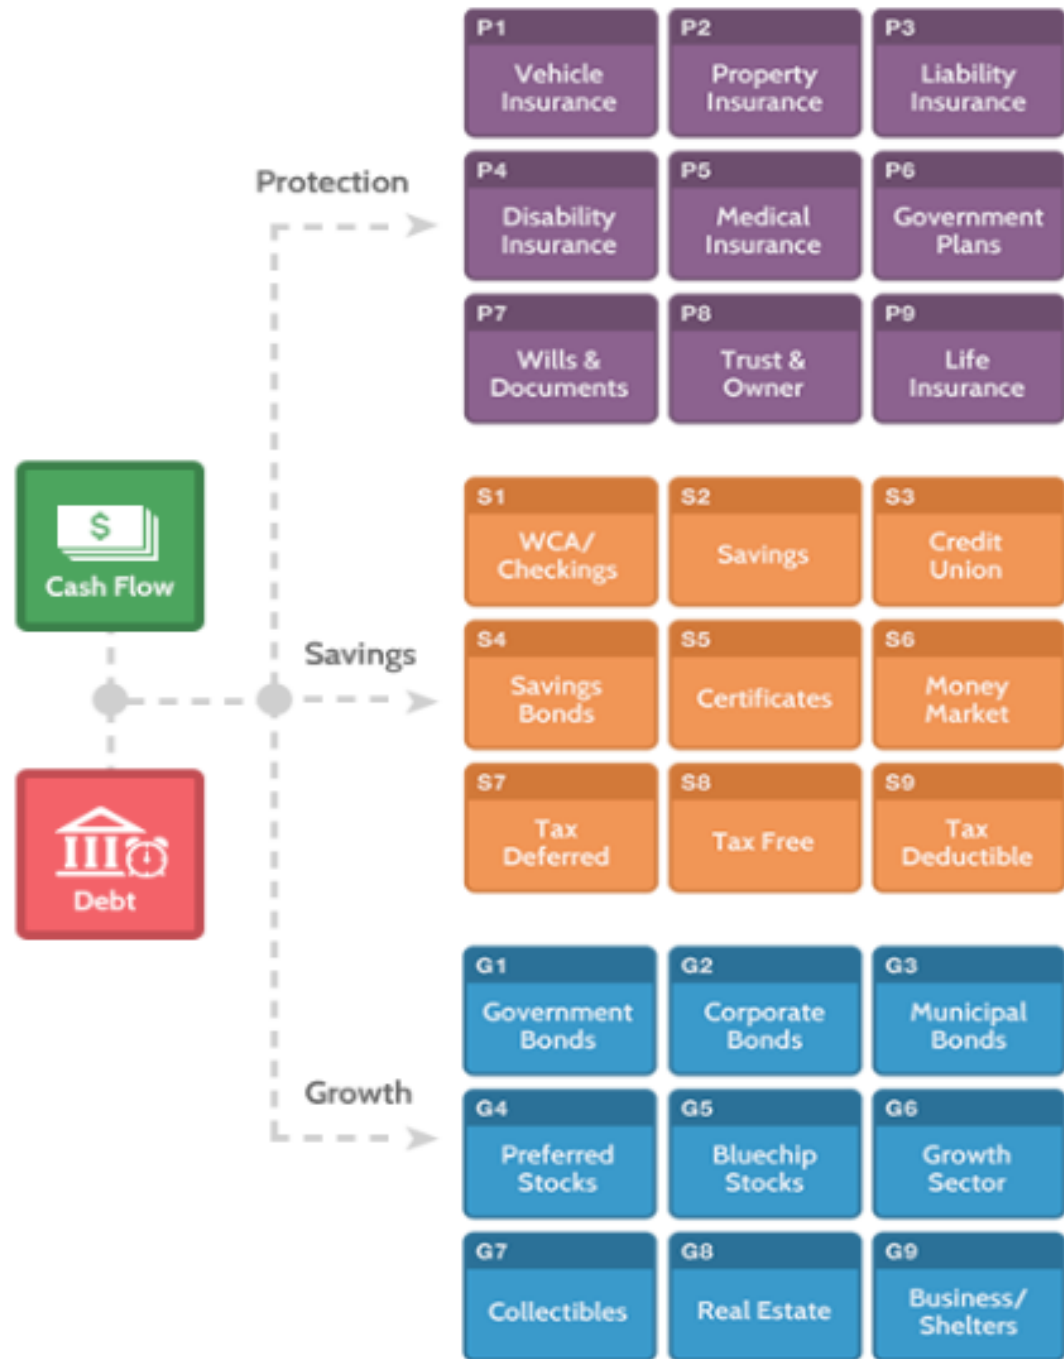 P1
Vehicle
Insurance
P2
Property
Insurance
P3
Liability
Insurance
Protection
P4
Disability
Insurance
P5
Medical
Insurance
P6
Government
Plans
P7
Wills &
Documents
P8
Trust &
Owner
P9
Life
Insurance
$
Cash Flow
Savings
S1
WCA/
Checkings
S2
Savings
S3
Credit
Union
S4
Savings
Bonds
S5
Certificates
S6
Money
Market
Debt
S7
Tax
Deferred
S8
Tax Free
S9
Tax
Deductible
Growth
G1
Government
Bonds
G2
Corporate
Bonds
G3
Municipal
Bonds
G4
Preferred
Stocks
G5
Bluechip
Stocks
G6
Growth
Sector
G7
Collectibles
G8
Real Estate
G9
Business/
Shelters